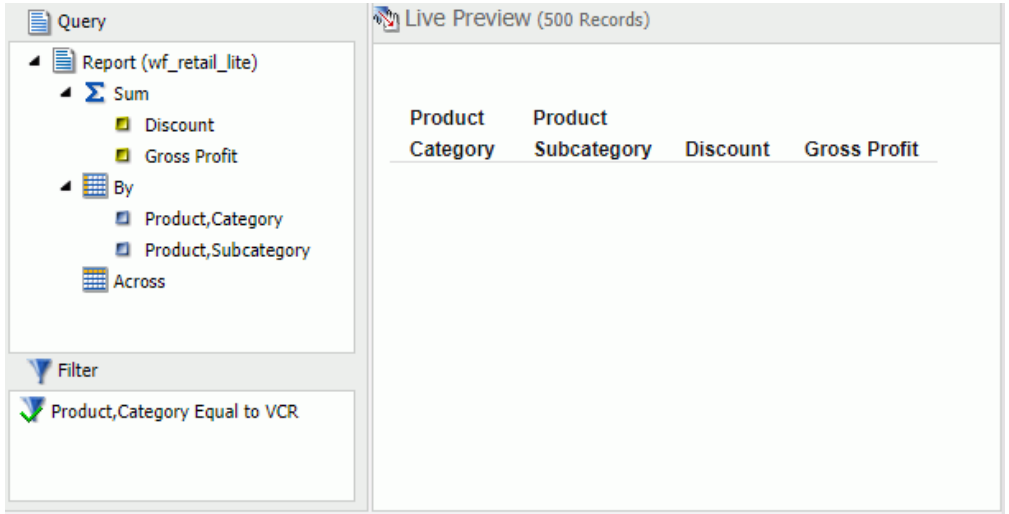 Query
Report (wf_retail_lite)
Sum
Discount
Gross Profit
By
Product,Category
Product,Subcategory
Across
Filter
Product,Category Equal to VCR
Live Preview (500 Records)
Product Product
Category Subcategory Discount Gross Profit